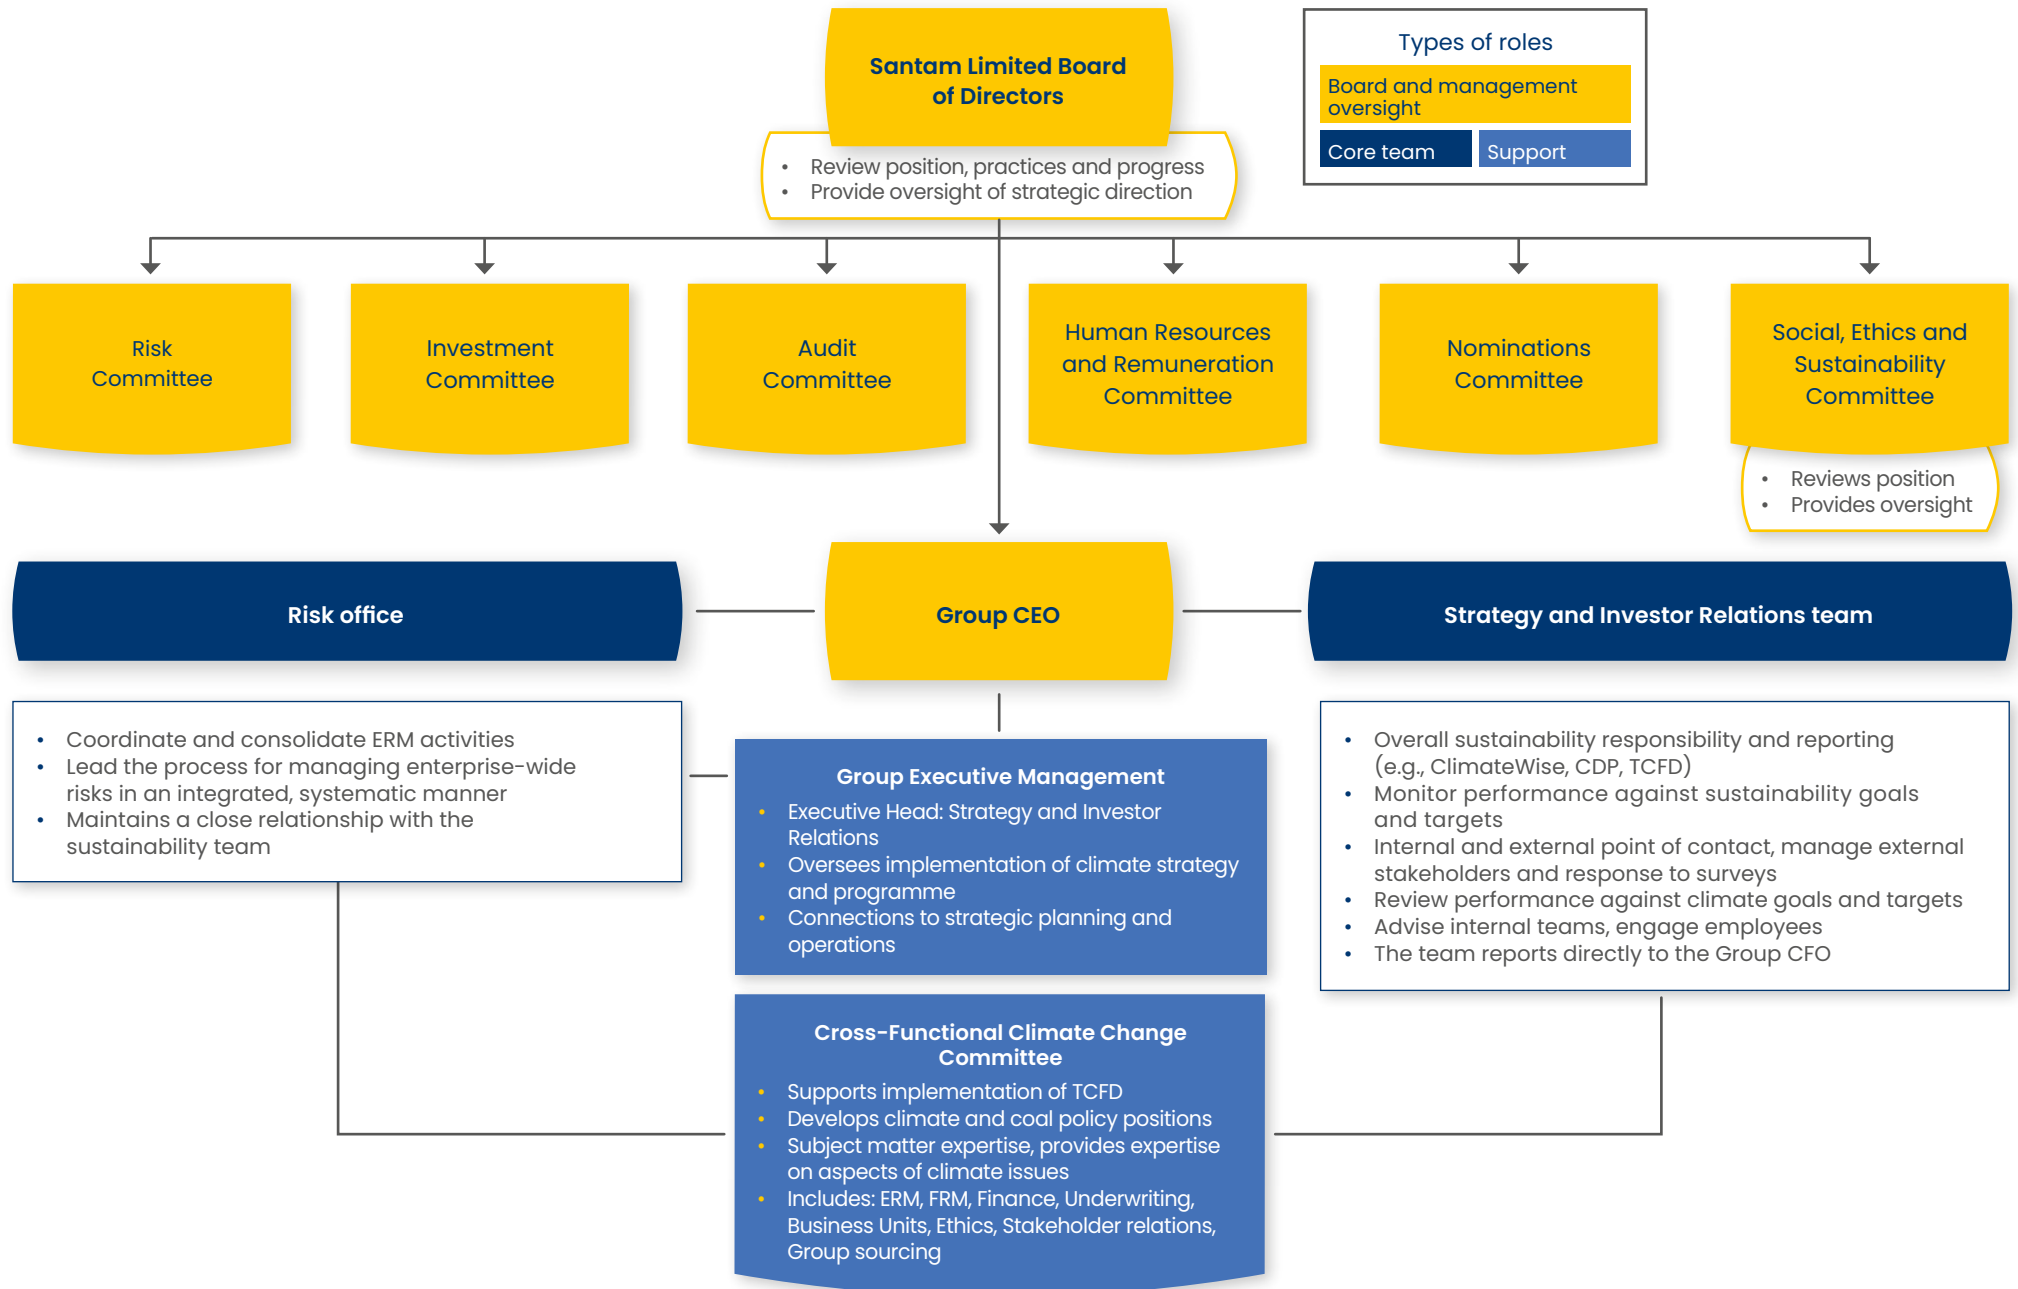 Santam Limited Board
of Directors
• Review position, practices and progress
• Provide oversight of strategic direction
Types of roles
Board and management
oversight
Core team
Support
Risk
Committee
Investment
Committee
Audit
Committee
Human Resources
and Remuneration
Committee
Nominations
Committee
Social, Ethics and
Sustainability
Committee
• Reviews position
• Provides oversight
Risk office
Group CEO
Strategy and Investor Relations team
• Coordinate and consolidate ERM activities
• Lead the process for managing enterprise-wide
risks in an integrated, systematic manner
• Maintains a close relationship with the
sustainability team
Group Executive Management
• Executive Head: Strategy and Investor
Relations
• Oversees implementation of climate strategy
and programme
• Connections to strategic planning and
operations
• Overall sustainability responsibility and reporting
(e.g., ClimateWise, CDP, TCFD)
• Monitor performance against sustainability goals
and targets
• Internal and external point of contact, manage external
stakeholders and response to surveys
• Review performance against climate goals and targets
• Advise internal teams, engage employees
• The team reports directly to the Group CFO
Cross-Functional Climate Change
Committee
• Supports implementation of TCFD
• Develops climate and coal policy positions
• Subject matter expertise, provides expertise
on aspects of climate issues
• Includes: ERM, FRM, Finance, Underwriting,
Business Units, Ethics, Stakeholder relations,
Group sourcing